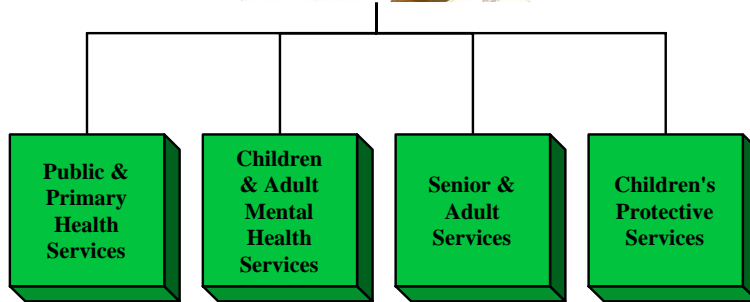 Public &
Primary
Health
Services
Children
& Adult
Mental
Health
Services
Senior &
Adult
Services
Children's
Protective
Services